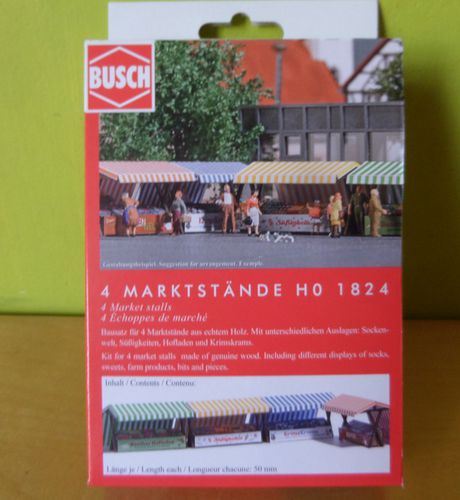 BUSCH
Süßigkeiten
Gestaltungsbeispiel. Suggestion for arrangement. Exemple.
4 MARKTSTÄNDE H0 1824
4 Market stalls
4 Échoppes de marché
Bausatz für 4 Marktstände aus echtem Holz. Mit unterschiedlichen Auslagen: Socken-
welt, Süßigkeiten, Hofladen und Krimskrams.
Kit for 4 market stalls made of genuine wood. Including different displays of socks,
sweets, farm products, bits and pieces.
Inhalt / Contents / Contenu:
Länge je / Length each / Longueur chacune: 50 mm